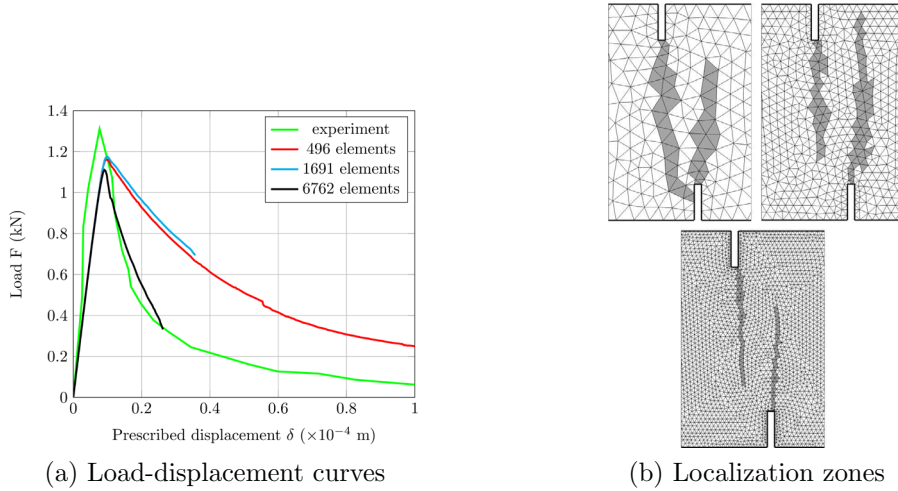 1.4
1.2
1
0.8
0.6
0.4
0.2
0
0
0.2
0.4
0.6
0.8
1
Load F (kN)
Prescribed displacement δ (×10⁻⁴ m)
experiment
496 elements
1691 elements
6762 elements
(a) Load-displacement curves
(b) Localization zones